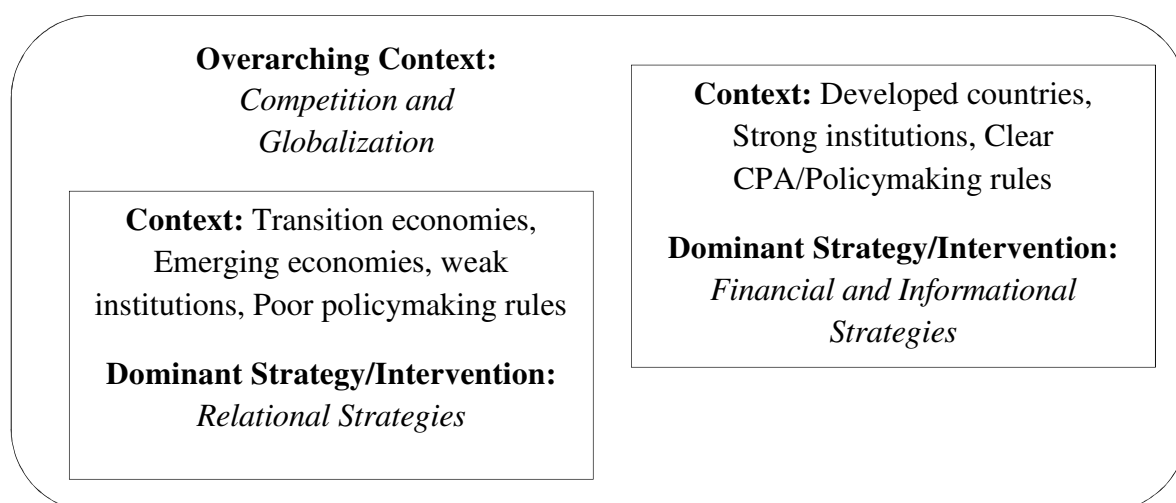 Overarching Context:
Competition and
Globalization
Context: Transition economies,
Emerging economies, weak
institutions, Poor policymaking rules
Dominant Strategy/Intervention:
Relational Strategies
Context: Developed countries,
Strong institutions, Clear
CPA/Policymaking rules
Dominant Strategy/Intervention:
Financial and Informational
Strategies